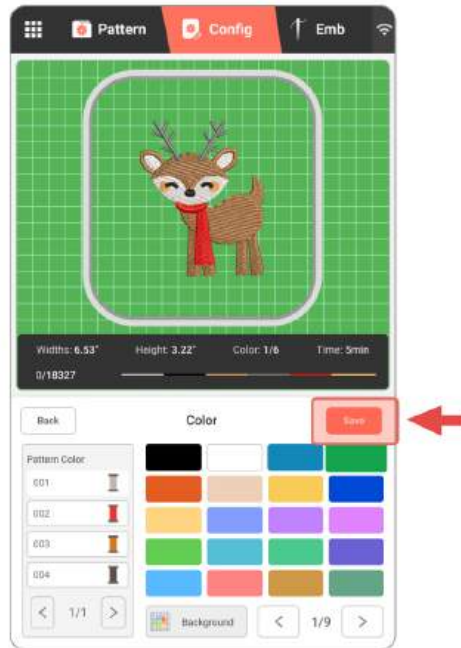 Pattern Config Emb
Widths: 6.53" Height: 3.22" Color: 1/6 Time: 5min
0/18327
Back Color Save
Pattern Color
001
002
003
004
1/1
Background 1/9